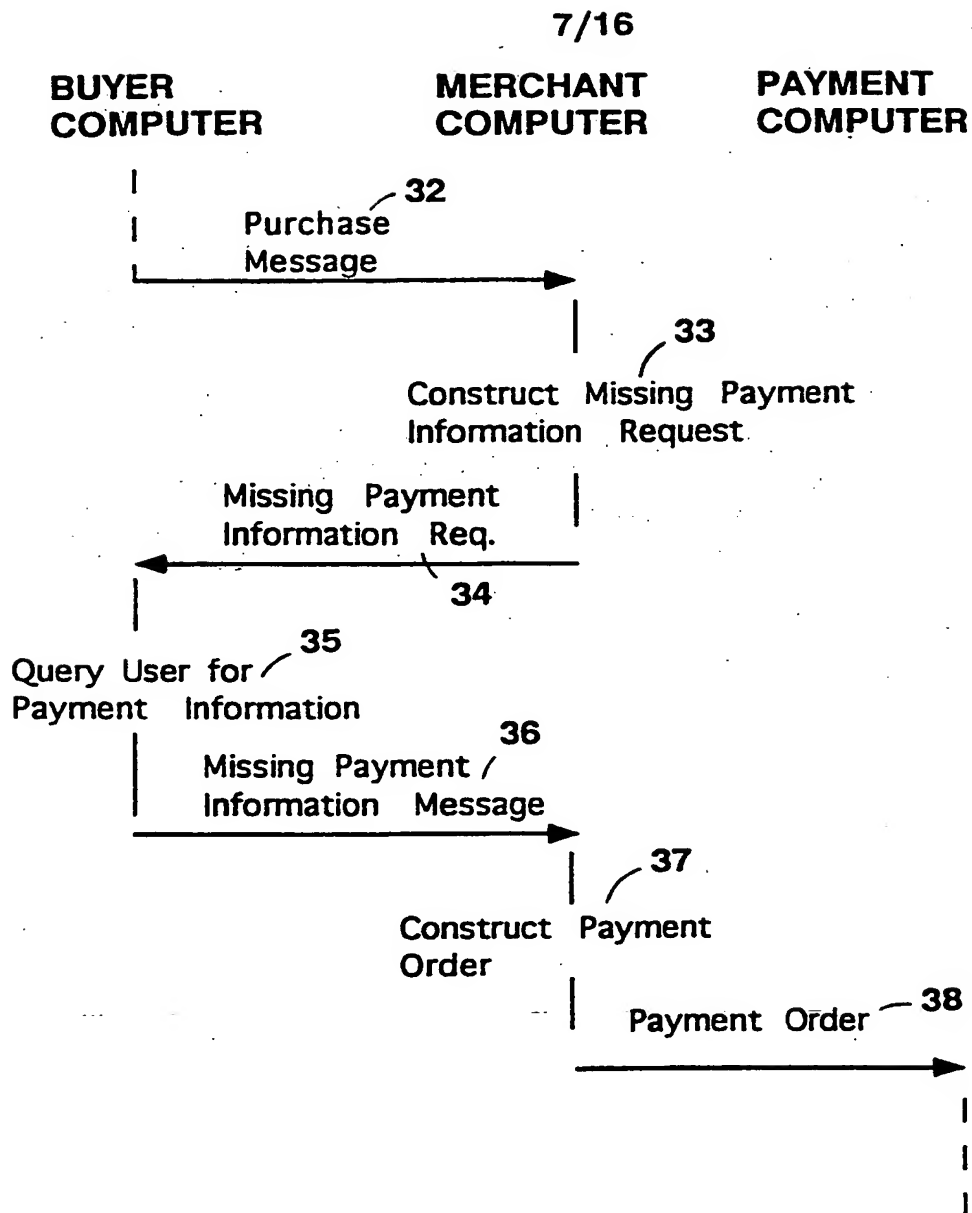 7/16
BUYER
COMPUTER
MERCHANT
COMPUTER
PAYMENT
COMPUTER
32
Purchase
Message
33
Construct Missing Payment
Information Request
Missing Payment
Information Req.
34
35
Query User for
Payment Information
36
Missing Payment
Information Message
37
Construct Payment
Order
38
Payment Order